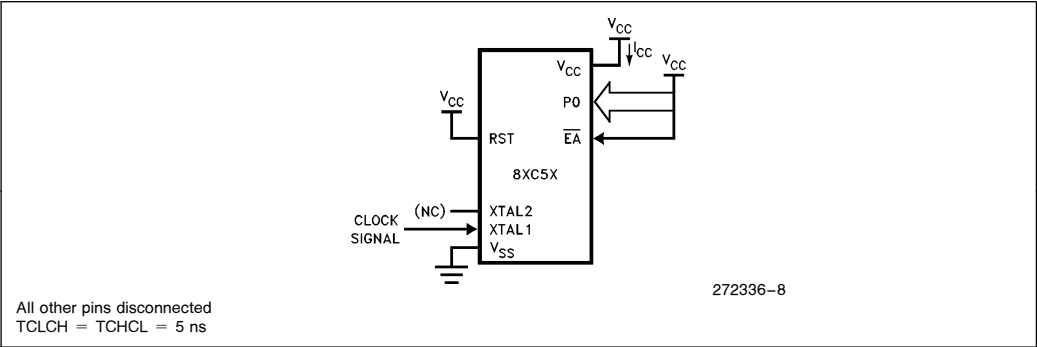 VCC
ICC
VCC
VCC
P0
VCC
RST
EA
8XC5X
(NC)
XTAL2
CLOCK
SIGNAL
XTAL1
VSS
272336–8
All other pins disconnected
TCLCH = TCHCL = 5 ns